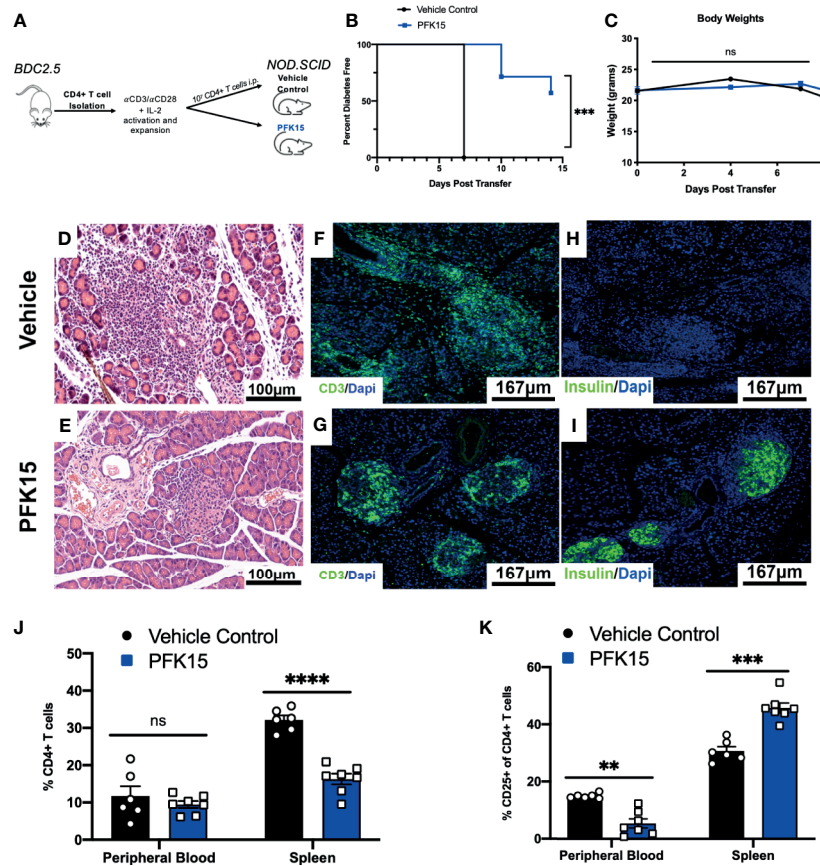 A
BDC2.5
CD4+ T cell
Isolation
αCD3/αCD28
+ IL-2
activation and
expansion
10⁷ CD4+ T cells i.p.
NOD.SCID
Vehicle
Control
PFK15
B
Vehicle Control
PFK15
Percent Diabetes Free
100
50
0
0
5
10
15
***
Days Post Transfer
C
Body Weights
ns
Weight (grams)
30
25
20
15
10
0
2
4
6
Days Post Transfer
Vehicle
PFK15
D
100µm
E
100µm
F
CD3/Dapi
167µm
G
CD3/Dapi
167µm
H
Insulin/Dapi
167µm
I
Insulin/Dapi
167µm
J
Vehicle Control
PFK15
% CD4+ T cells
50
40
30
20
10
0
ns
****
Peripheral Blood
Spleen
K
Vehicle Control
PFK15
% CD25+ of CD4+ T cells
60
40
20
0
**
***
Peripheral Blood
Spleen